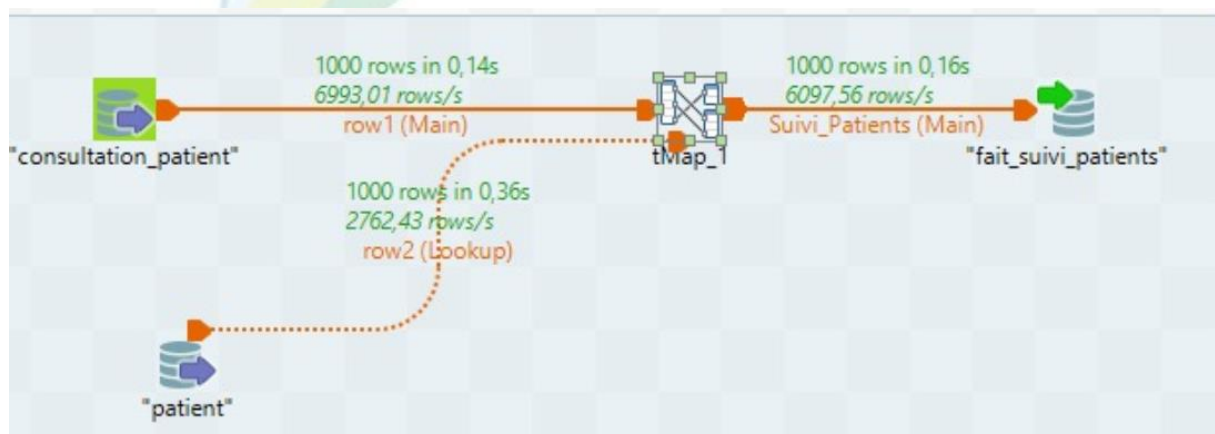 1000 rows in 0,14s
6993,01 rows/s
row1 (Main)
1000 rows in 0,16s
6097,56 rows/s
Suivi_Patients (Main)
"consultation_patient"
tMap_1
"fait_suivi_patients"
1000 rows in 0,36s
2762,43 rows/s
row2 (Lookup)
"patient"